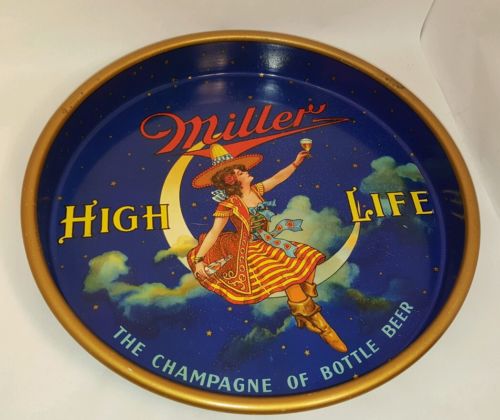 Miller
HIGH LIFE
THE CHAMPAGNE OF BOTTLE BEER